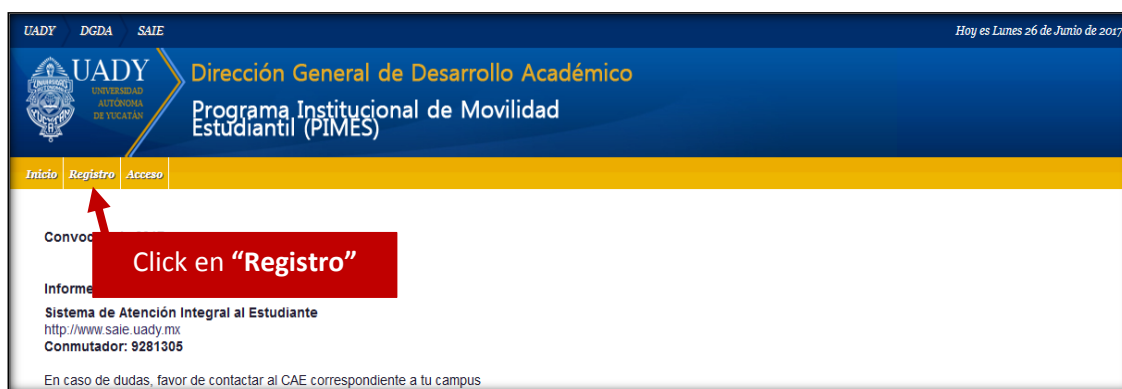 UADY DGDA SAIE Hoy es Lunes 26 de Junio de 2017
UADY
UNIVERSIDAD
AUTÓNOMA
DE YUCATÁN
Dirección General de Desarrollo Académico
Programa Institucional de Movilidad
Estudiantil (PIMES)
Inicio Registro Acceso
Click en “Registro”
Sistema de Atención Integral al Estudiante
http://www.saie.uady.mx
Conmutador: 9281305
En caso de dudas, favor de contactar al CAE correspondiente a tu campus